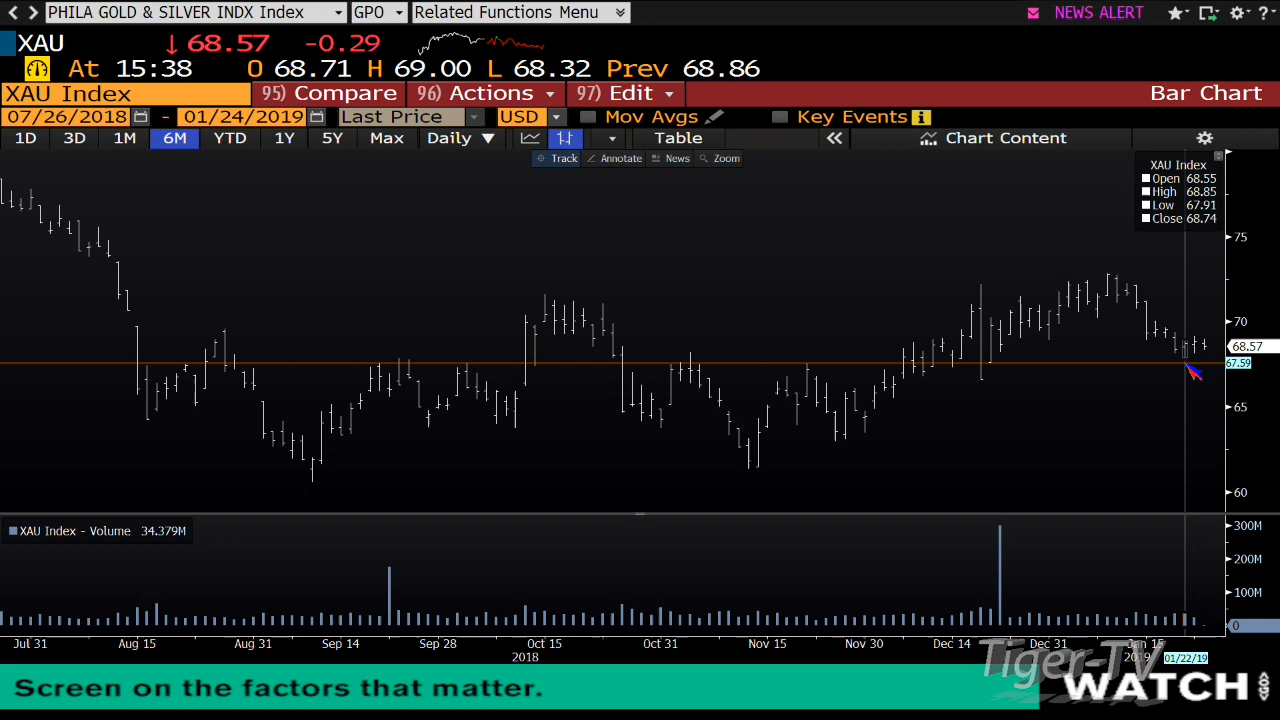 PHILA GOLD & SILVER INDX Index GPO Related Functions Menu NEWS ALERT ?
XAU ↓ 68.57 -0.29
At 15:38 O 68.71 H 69.00 L 68.32 Prev 68.86
XAU Index 95) Compare 96) Actions 97) Edit Bar Chart
07/26/2018 - 01/24/2019 Last Price USD Mov Avgs Key Events i
1D 3D 1M 6M YTD 1Y 5Y Max Daily ▼ Table « Chart Content
Track Annotate News Zoom
XAU Index
Open 68.55
High 68.85
Low 67.91
Close 68.74
75
70
68.57
67.59
65
60
XAU Index - Volume 34.379M
300M
200M
100M
0
Jul 31 Aug 15 Aug 31 Sep 14 Sep 28 Oct 15 Oct 31 Nov 15 Nov 30 Dec 14 Dec 31 Jan 15
2018 2019 01/22/19
Tiger-TV
Screen on the factors that matter.
WATCH